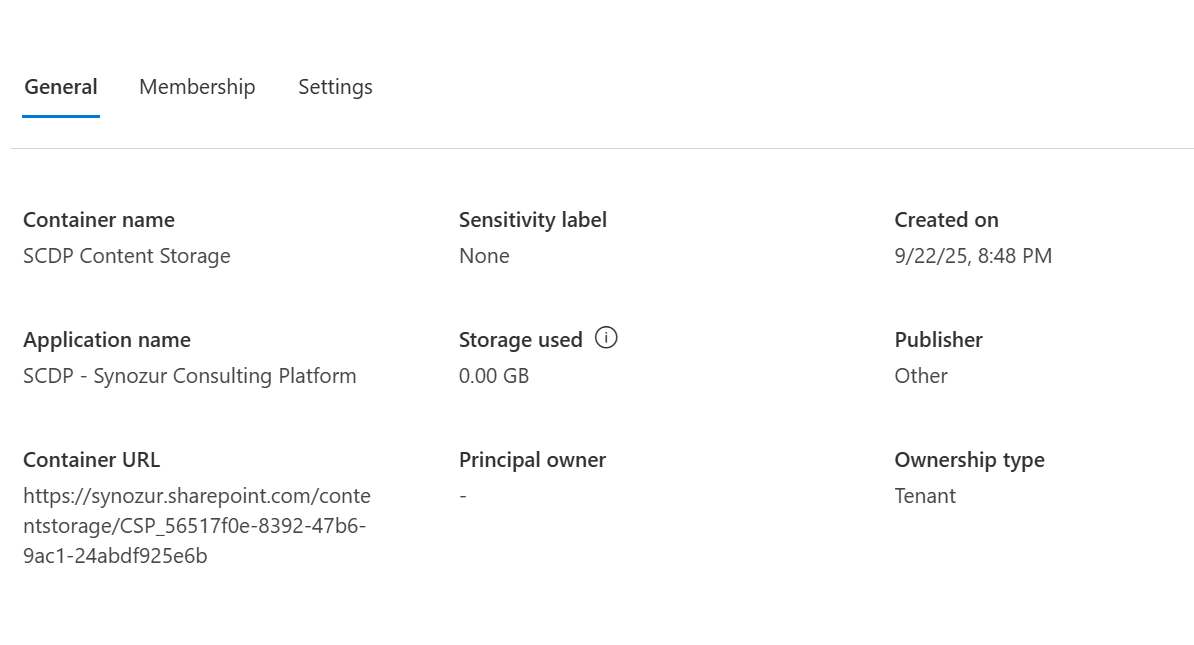 General Membership Settings
Container name
SCDP Content Storage
Sensitivity label
None
Created on
9/22/25, 8:48 PM
Application name
SCDP - Synozur Consulting Platform
Storage used
0.00 GB
Publisher
Other
Container URL
https://synozur.sharepoint.com/conte
ntstorage/CSP_56517f0e-8392-47b6-
9ac1-24abdf925e6b
Principal owner
-
Ownership type
Tenant